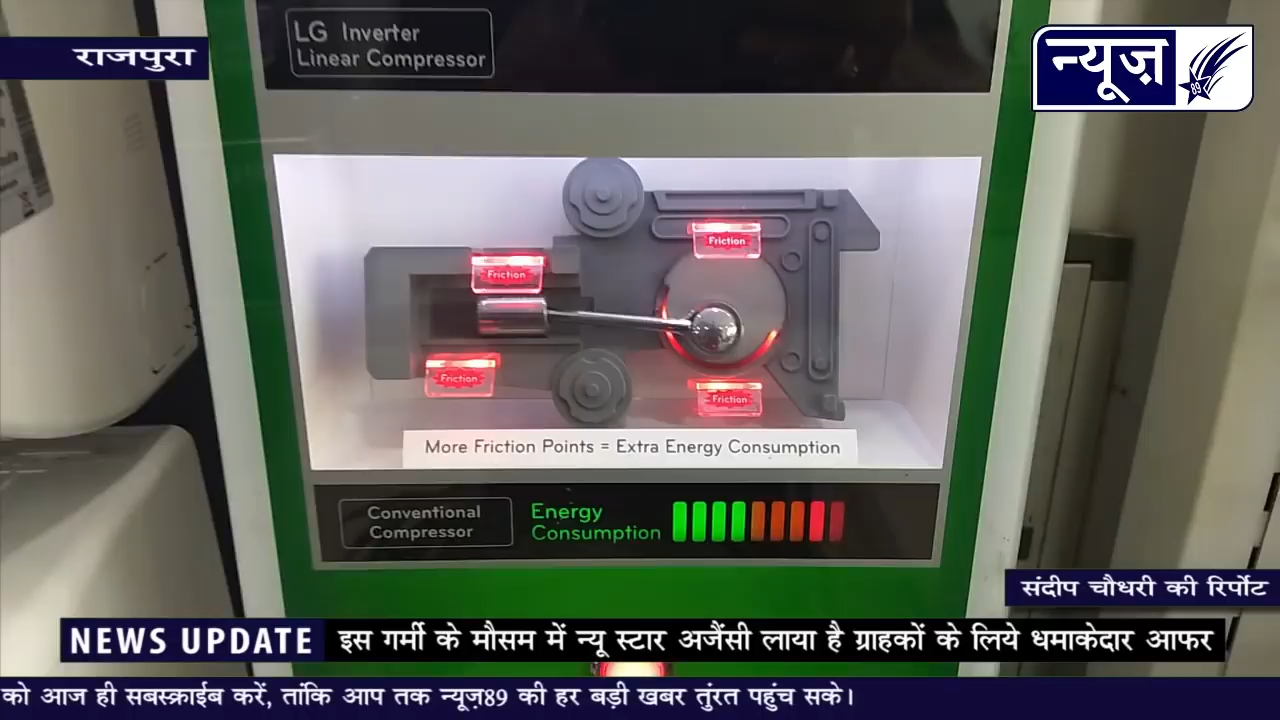 LG Inverter
Linear Compressor
राजपुरा
न्यूज़
89
Friction
Friction
Friction
Friction
More Friction Points = Extra Energy Consumption
Conventional
Compressor
Energy
Consumption
संदीप चौधरी की रिर्पोट
NEWS UPDATE
इस गर्मी के मौसम में न्यू स्टार अजैंसी लाया है ग्राहकों के लिये धमाकेदार आफर
को आज ही सबस्क्राईब करें, तांकि आप तक न्यूज़89 की हर बड़ी खबर तुंरत पहुंच सके।